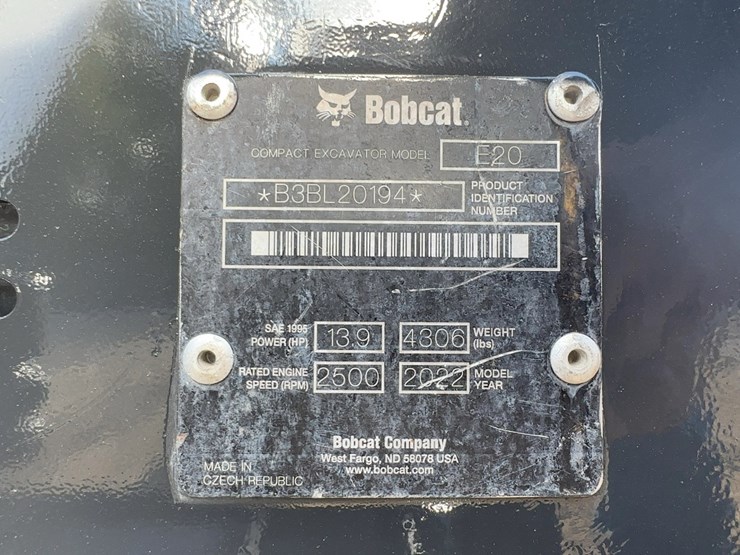 Bobcat.
COMPACT EXCAVATOR MODEL E20
*B3BL20194* PRODUCT IDENTIFICATION NUMBER
SAE 1995 POWER (HP) 13.9 4306 WEIGHT (lbs)
RATED ENGINE SPEED (RPM) 2500 2022 MODEL YEAR
Bobcat Company
West Fargo, ND 58078 USA
www.bobcat.com
MADE IN
CZECH REPUBLIC